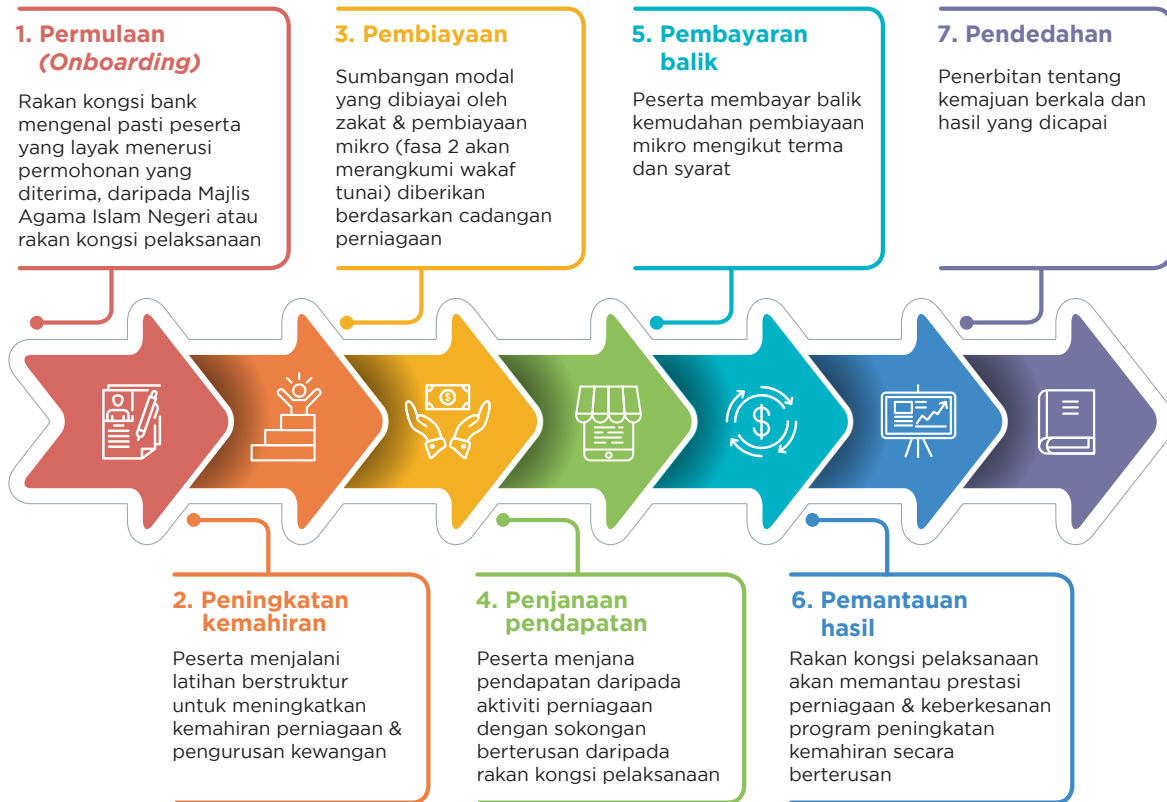 1. Permulaan
(Onboarding)
Rakan kongsi bank
mengenal pasti peserta
yang layak menerusi
permohonan yang
diterima, daripada Majlis
Agama Islam Negeri atau
rakan kongsi pelaksanaan
2. Peningkatan
kemahiran
Peserta menjalani
latihan berstruktur
untuk meningkatkan
kemahiran perniagaan &
pengurusan kewangan
3. Pembiayaan
Sumbangan modal
yang dibiayai oleh
zakat & pembiayaan
mikro (fasa 2 akan
merangkumi wakaf
tunai) diberikan
berdasarkan cadangan
perniagaan
4. Penjanaan
pendapatan
Peserta menjana
pendapatan daripada
aktiviti perniagaan
dengan sokongan
berterusan daripada
rakan kongsi pelaksanaan
5. Pembayaran
balik
Peserta membayar balik
kemudahan pembiayaan
mikro mengikut terma
dan syarat
6. Pemantauan
hasil
Rakan kongsi pelaksanaan
akan memantau prestasi
perniagaan & keberkesanan
program peningkatan
kemahiran secara
berterusan
7. Pendedahan
Penerbitan tentang
kemajuan berkala dan
hasil yang dicapai